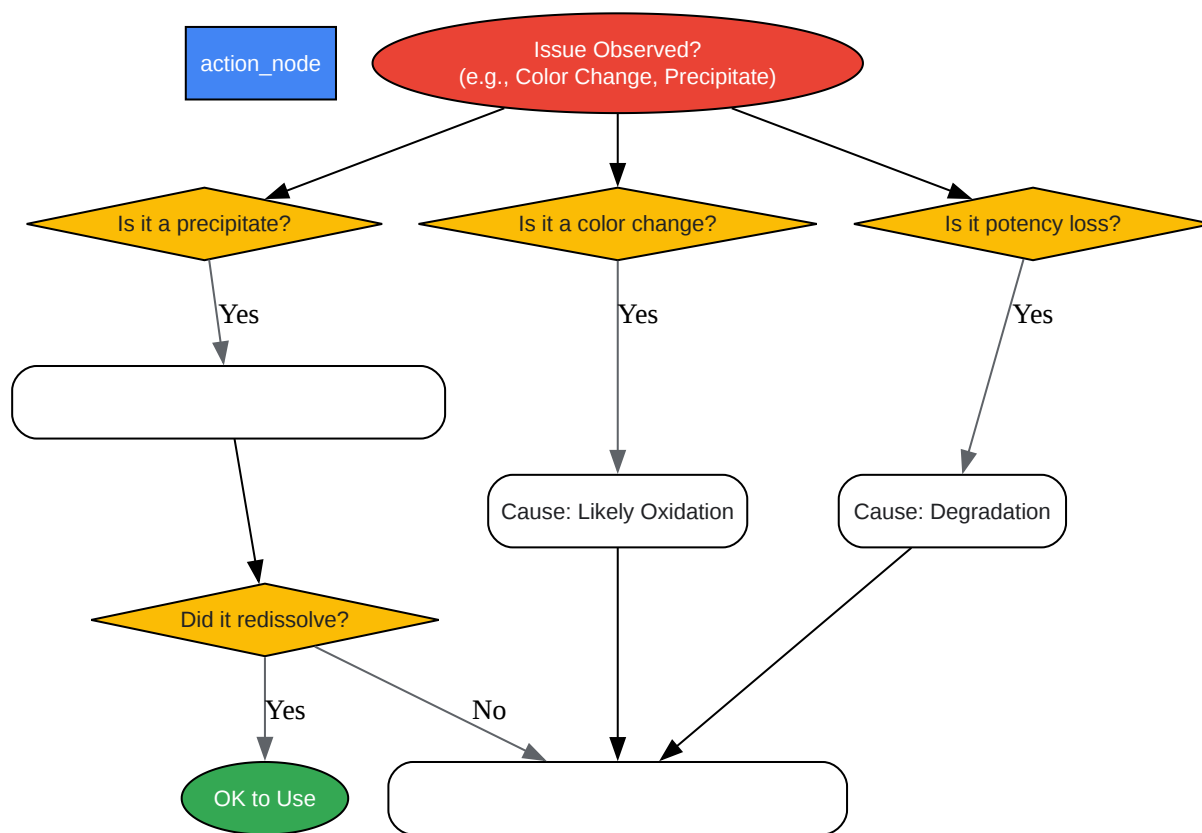 action_node
Issue Observed?
(e.g., Color Change, Precipitate)
Is it a precipitate?
Is it a color change?
Is it potency loss?
Yes
Yes
Yes
Cause: Likely Oxidation
Cause: Degradation
Did it redissolve?
Yes
No
OK to Use